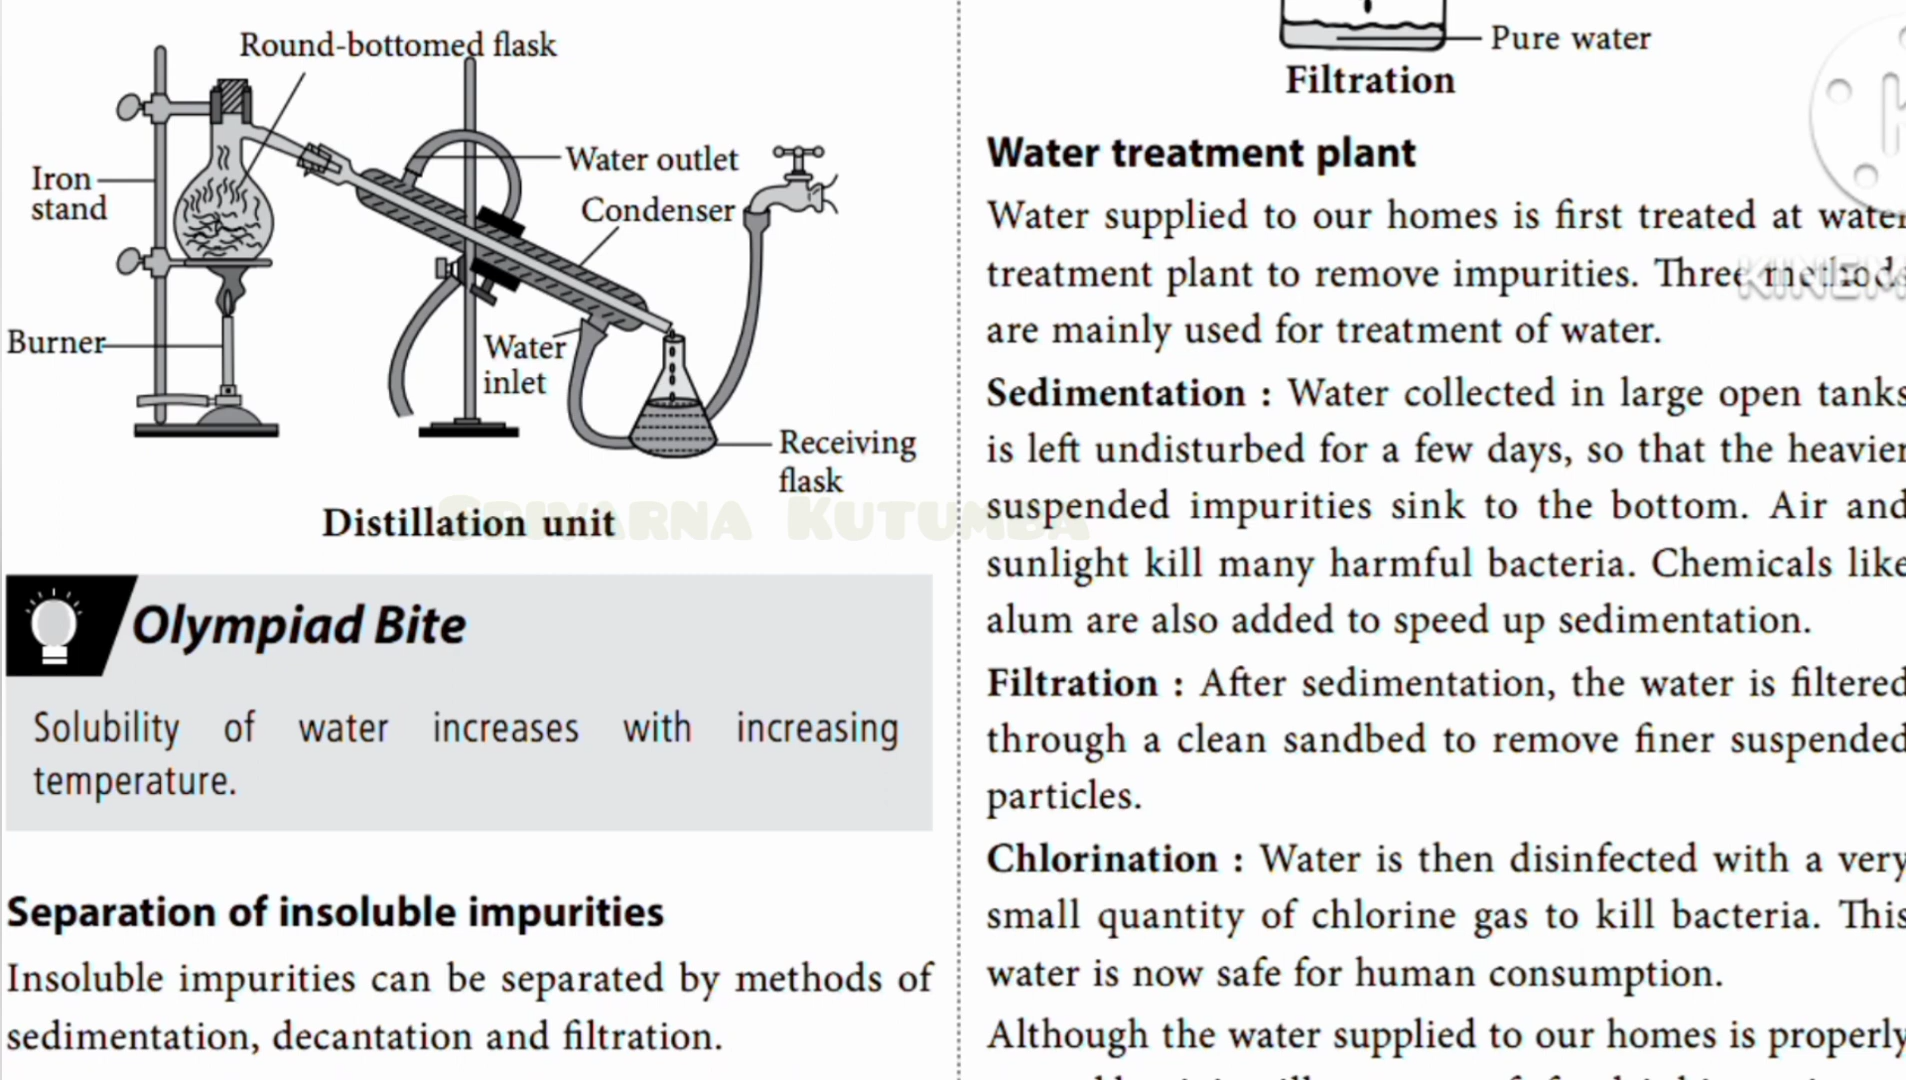 Round-bottomed flask
Iron
stand
Burner
Water outlet
Condenser
Water
inlet
Receiving
flask
Distillation unit
Olympiad Bite
Solubility of water increases with increasing
temperature.
Separation of insoluble impurities
Insoluble impurities can be separated by methods of
sedimentation, decantation and filtration.
Pure water
Filtration
Water treatment plant
Water supplied to our homes is first treated at water
treatment plant to remove impurities. Three methods
are mainly used for treatment of water.
Sedimentation : Water collected in large open tanks
is left undisturbed for a few days, so that the heavier
suspended impurities sink to the bottom. Air and
sunlight kill many harmful bacteria. Chemicals like
alum are also added to speed up sedimentation.
Filtration : After sedimentation, the water is filtered
through a clean sandbed to remove finer suspended
particles.
Chlorination : Water is then disinfected with a very
small quantity of chlorine gas to kill bacteria. This
water is now safe for human consumption.
Although the water supplied to our homes is properly
Srivarna Kutumba
KINEM